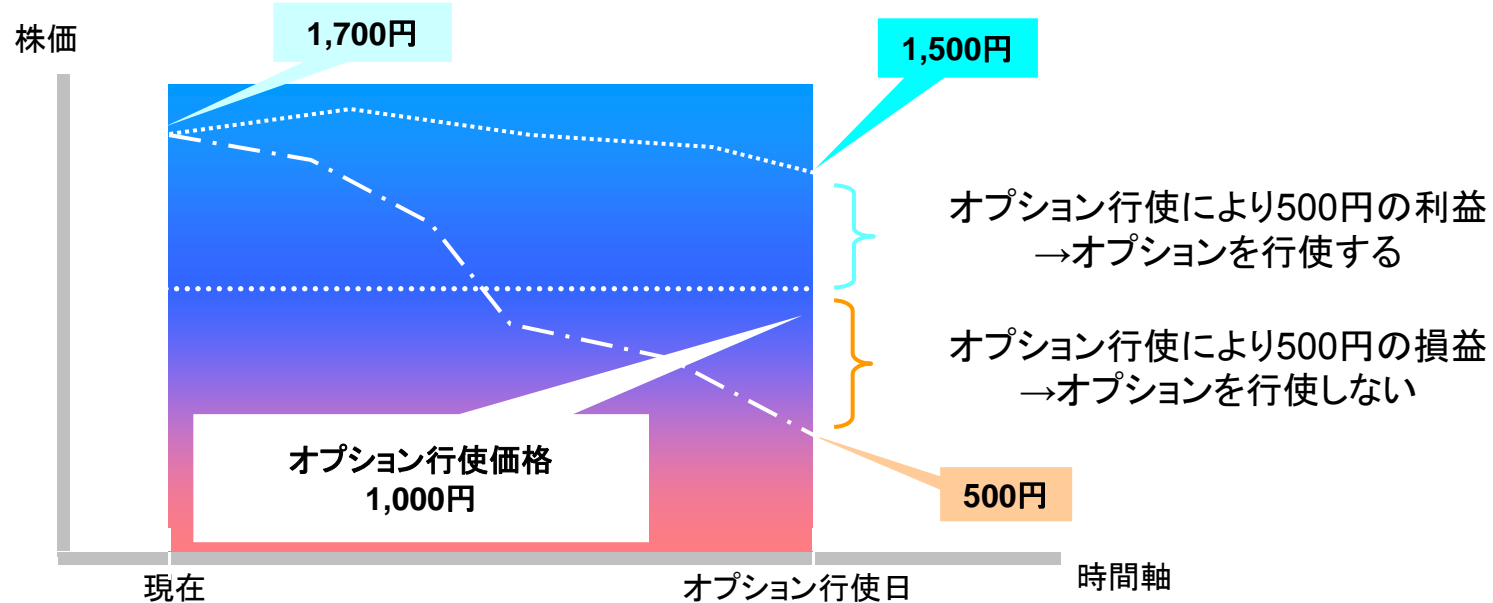 株価
1,700円
1,500円
オプション行使により500円の利益
→オプションを行使する
オプション行使により500円の損益
→オプションを行使しない
オプション行使価格
1,000円
500円
現在
オプション行使日
時間軸